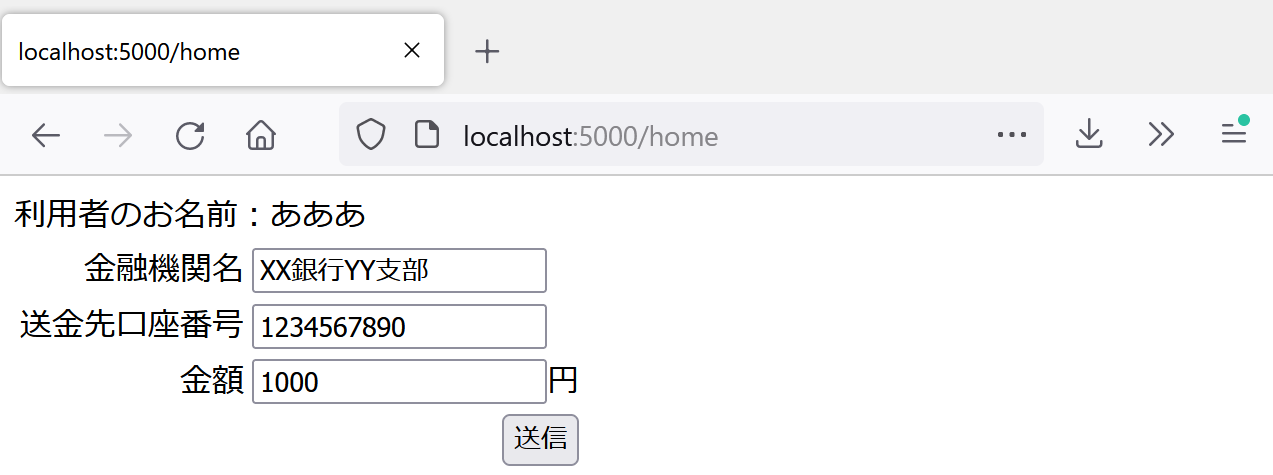 localhost:5000/home
localhost:5000/home
利用者のお名前：あああ
金融機関名 XX銀行YY支部
送金先口座番号 1234567890
金額 1000 円
送信